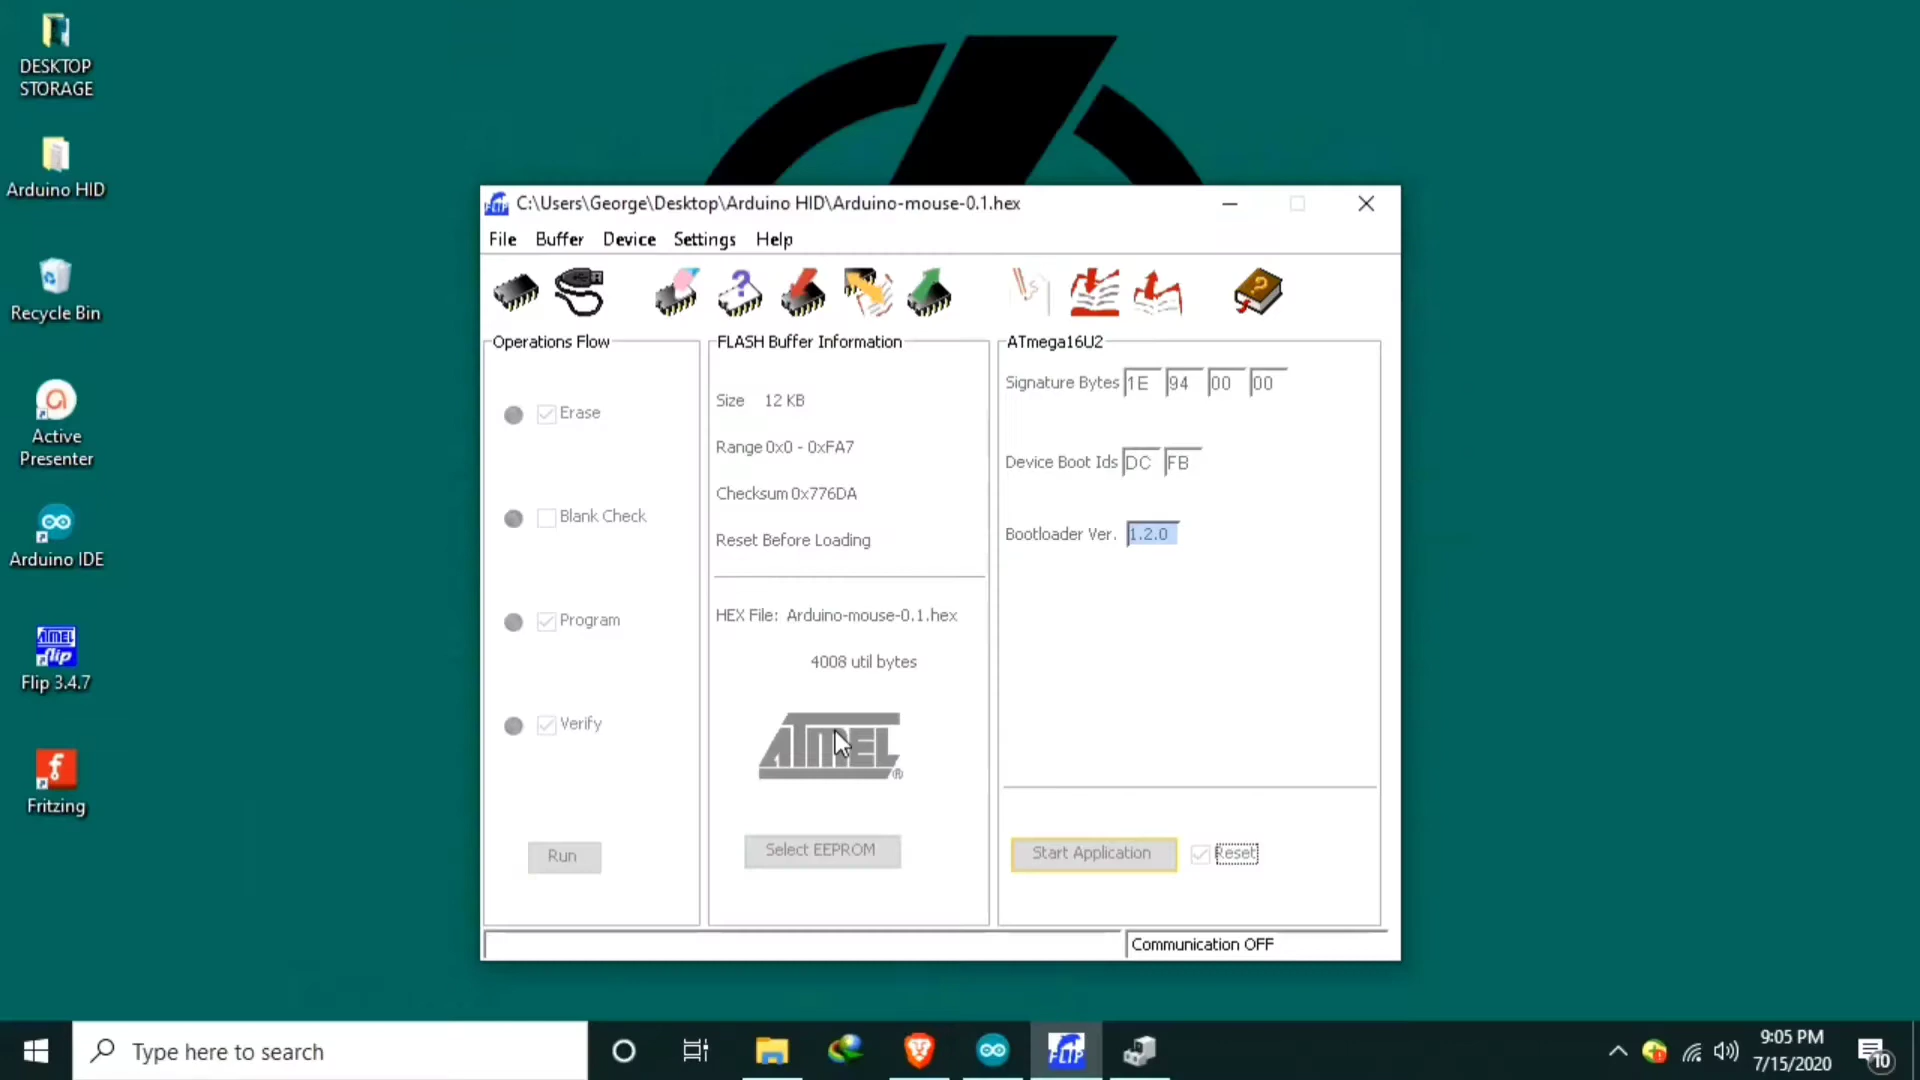 DESKTOP
STORAGE
Arduino HID
Recycle Bin
Active
Presenter
Arduino IDE
ATMEL
flip
Flip 3.4.7
f
Fritzing
FLIP
C:\Users\George\Desktop\Arduino HID\Arduino-mouse-0.1.hex
File Buffer Device Settings Help
Operations Flow
Erase
Blank Check
Program
Verify
Run
FLASH Buffer Information
Size 12 KB
Range 0x0 - 0xFA7
Checksum 0x776DA
Reset Before Loading
HEX File: Arduino-mouse-0.1.hex
4008 util bytes
ATMEL ®
Select EEPROM
ATmega16U2
Signature Bytes 1E 94 00 00
Device Boot Ids DC FB
Bootloader Ver. 1.2.0
Start Application Reset
Communication OFF
Type here to search
FLIP
9:05 PM
7/15/2020
10